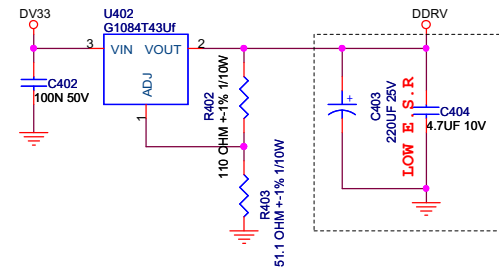 DV33
U402
G1084T43Uf
DDRV
3
VIN
VOUT
2
ADJ
1
C402
100N 50V
R402
110 OHM +-1% 1/10W
R403
51.1 OHM +-1% 1/10W
+
C403
220UF 25V
LOW E.S.R
C404
4.7UF 10V